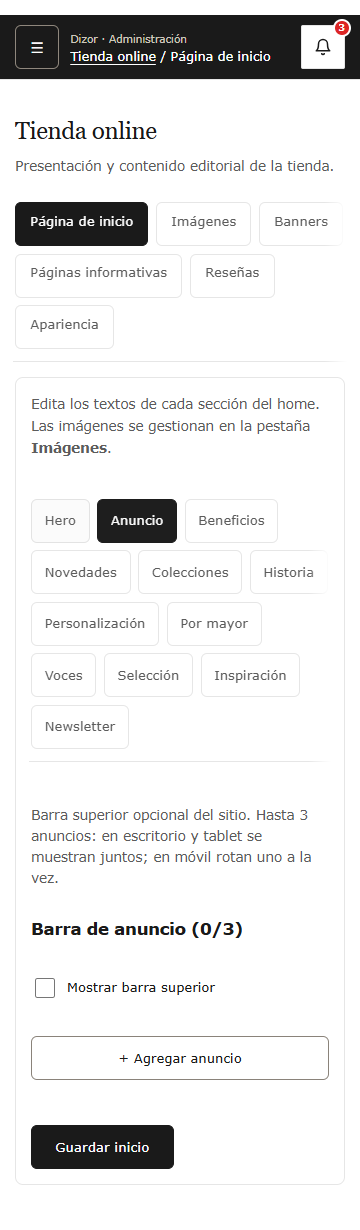 Dizor · Administración
Tienda online / Página de inicio
3
Tienda online
Presentación y contenido editorial de la tienda.
Página de inicio
Imágenes
Banners
Páginas informativas
Reseñas
Apariencia
Edita los textos de cada sección del home.
Las imágenes se gestionan en la pestaña
Imágenes.
Hero
Anuncio
Beneficios
Novedades
Colecciones
Historia
Personalización
Por mayor
Voces
Selección
Inspiración
Newsletter
Barra superior opcional del sitio. Hasta 3
anuncios: en escritorio y tablet se
muestran juntos; en móvil rotan uno a la
vez.
Barra de anuncio (0/3)
Mostrar barra superior
+ Agregar anuncio
Guardar inicio